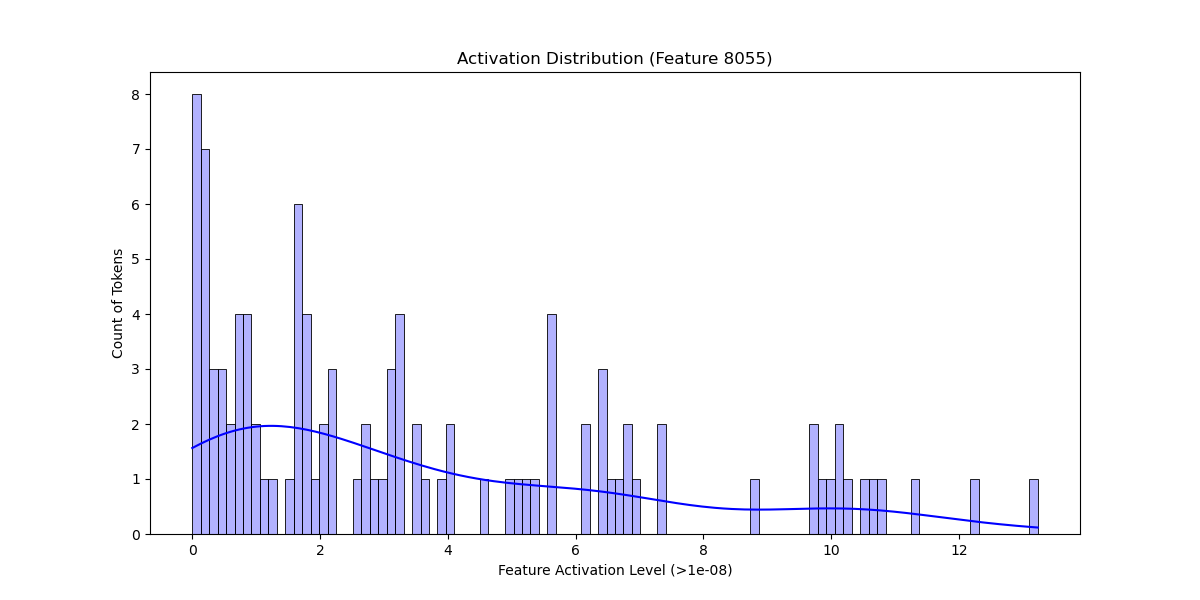 Activation Distribution (Feature 8055)
8
7
6
5
4
3
2
1
0
Count of Tokens
0 2 4 6 8 10 12
Feature Activation Level (>1e-08)